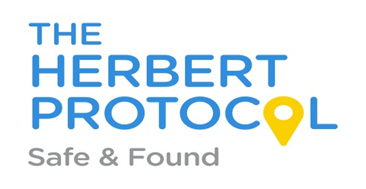 THE
HERBERT
PROTOCOL
Safe & Found